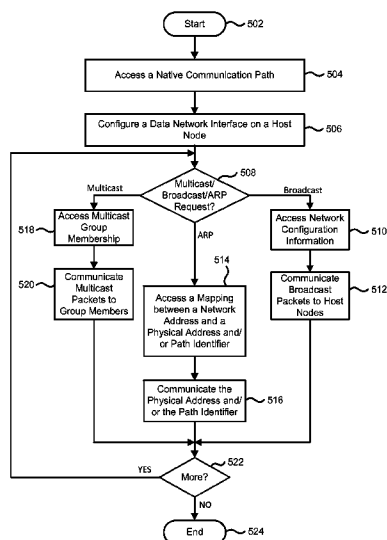 Start
502
Access a Native Communication Path
504
Configure a Data Network Interface on a Host
Node
506
508
Multicast/
Broadcast/ARP
Request?
Multicast
Broadcast
ARP
518
Access Multicast
Group
Membership
520
Communicate
Multicast
Packets to
Group Members
514
Access a Mapping
between a Network
Address and a
Physical Address and/
or Path Identifier
Communicate the
Physical Address and/
or the Path Identifier
516
Access Network
Configuration
Information
510
Communicate
Broadcast
Packets to Host
Nodes
512
522
YES
More?
NO
End
524